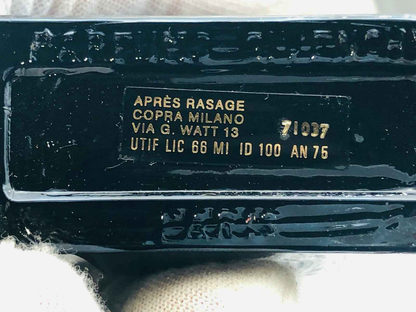 APRÈS RASAGE
COPRA MILANO
VIA G. WATT 13 71037
UTIF LIC 66 MI ID 100 AN 75